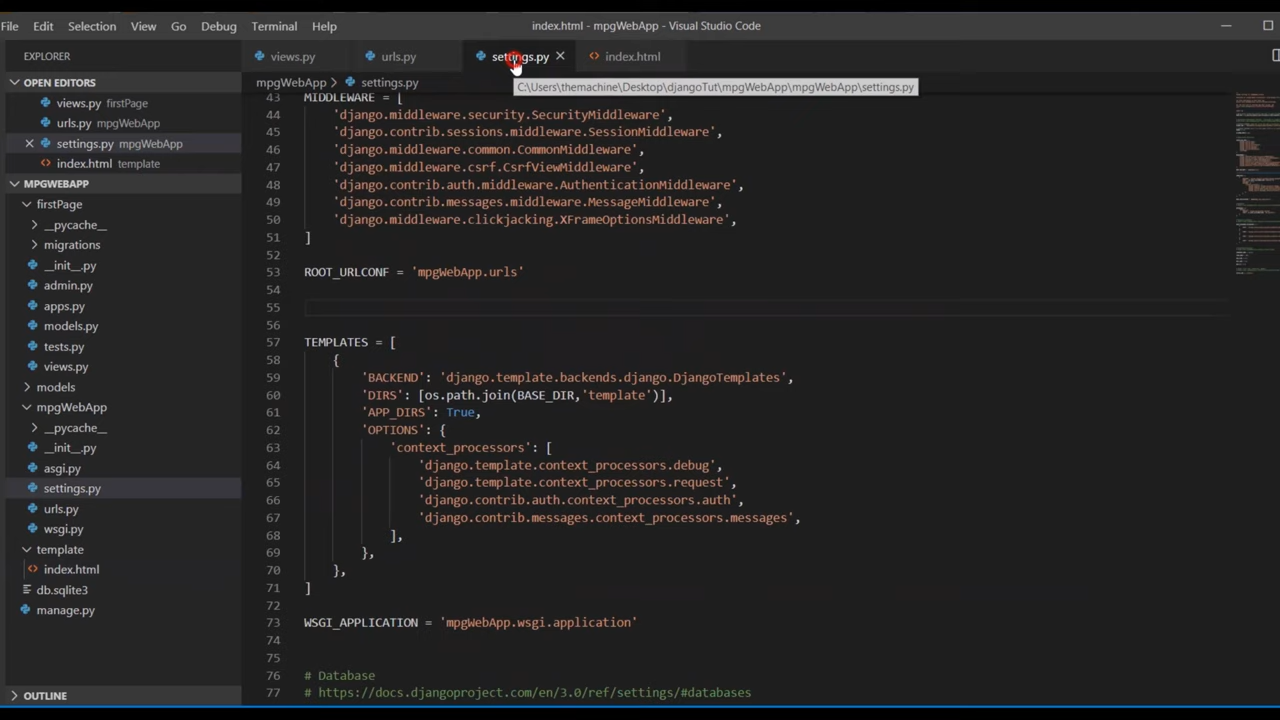 File Edit Selection View Go Debug Terminal Help index.html - mpgWebApp - Visual Studio Code
EXPLORER
OPEN EDITORS
views.py firstPage
urls.py mpgWebApp
settings.py mpgWebApp
index.html template
MPGWEBAPP
firstPage
__pycache__
migrations
__init__.py
admin.py
apps.py
models.py
tests.py
views.py
models
mpgWebApp
__pycache__
__init__.py
asgi.py
settings.py
urls.py
wsgi.py
template
index.html
db.sqlite3
manage.py
OUTLINE
views.py urls.py settings.py index.html
mpgWebApp > settings.py
C:\Users\themachine\Desktop\djangoTut\mpgWebApp\mpgWebApp\settings.py
43 MIDDLEWARE = [
44 'django.middleware.security.SecurityMiddleware',
45 'django.contrib.sessions.middleware.SessionMiddleware',
46 'django.middleware.common.CommonMiddleware',
47 'django.middleware.csrf.CsrfViewMiddleware',
48 'django.contrib.auth.middleware.AuthenticationMiddleware',
49 'django.contrib.messages.middleware.MessageMiddleware',
50 'django.middleware.clickjacking.XFrameOptionsMiddleware',
51 ]
52
53 ROOT_URLCONF = 'mpgWebApp.urls'
54
55
56
57 TEMPLATES = [
58 {
59 'BACKEND': 'django.template.backends.django.DjangoTemplates',
60 'DIRS': [os.path.join(BASE_DIR,'template')],
61 'APP_DIRS': True,
62 'OPTIONS': {
63 'context_processors': [
64 'django.template.context_processors.debug',
65 'django.template.context_processors.request',
66 'django.contrib.auth.context_processors.auth',
67 'django.contrib.messages.context_processors.messages',
68 ],
69 },
70 },
71 ]
72
73 WSGI_APPLICATION = 'mpgWebApp.wsgi.application'
74
75
76 # Database
77 # https://docs.djangoproject.com/en/3.0/ref/settings/#databases